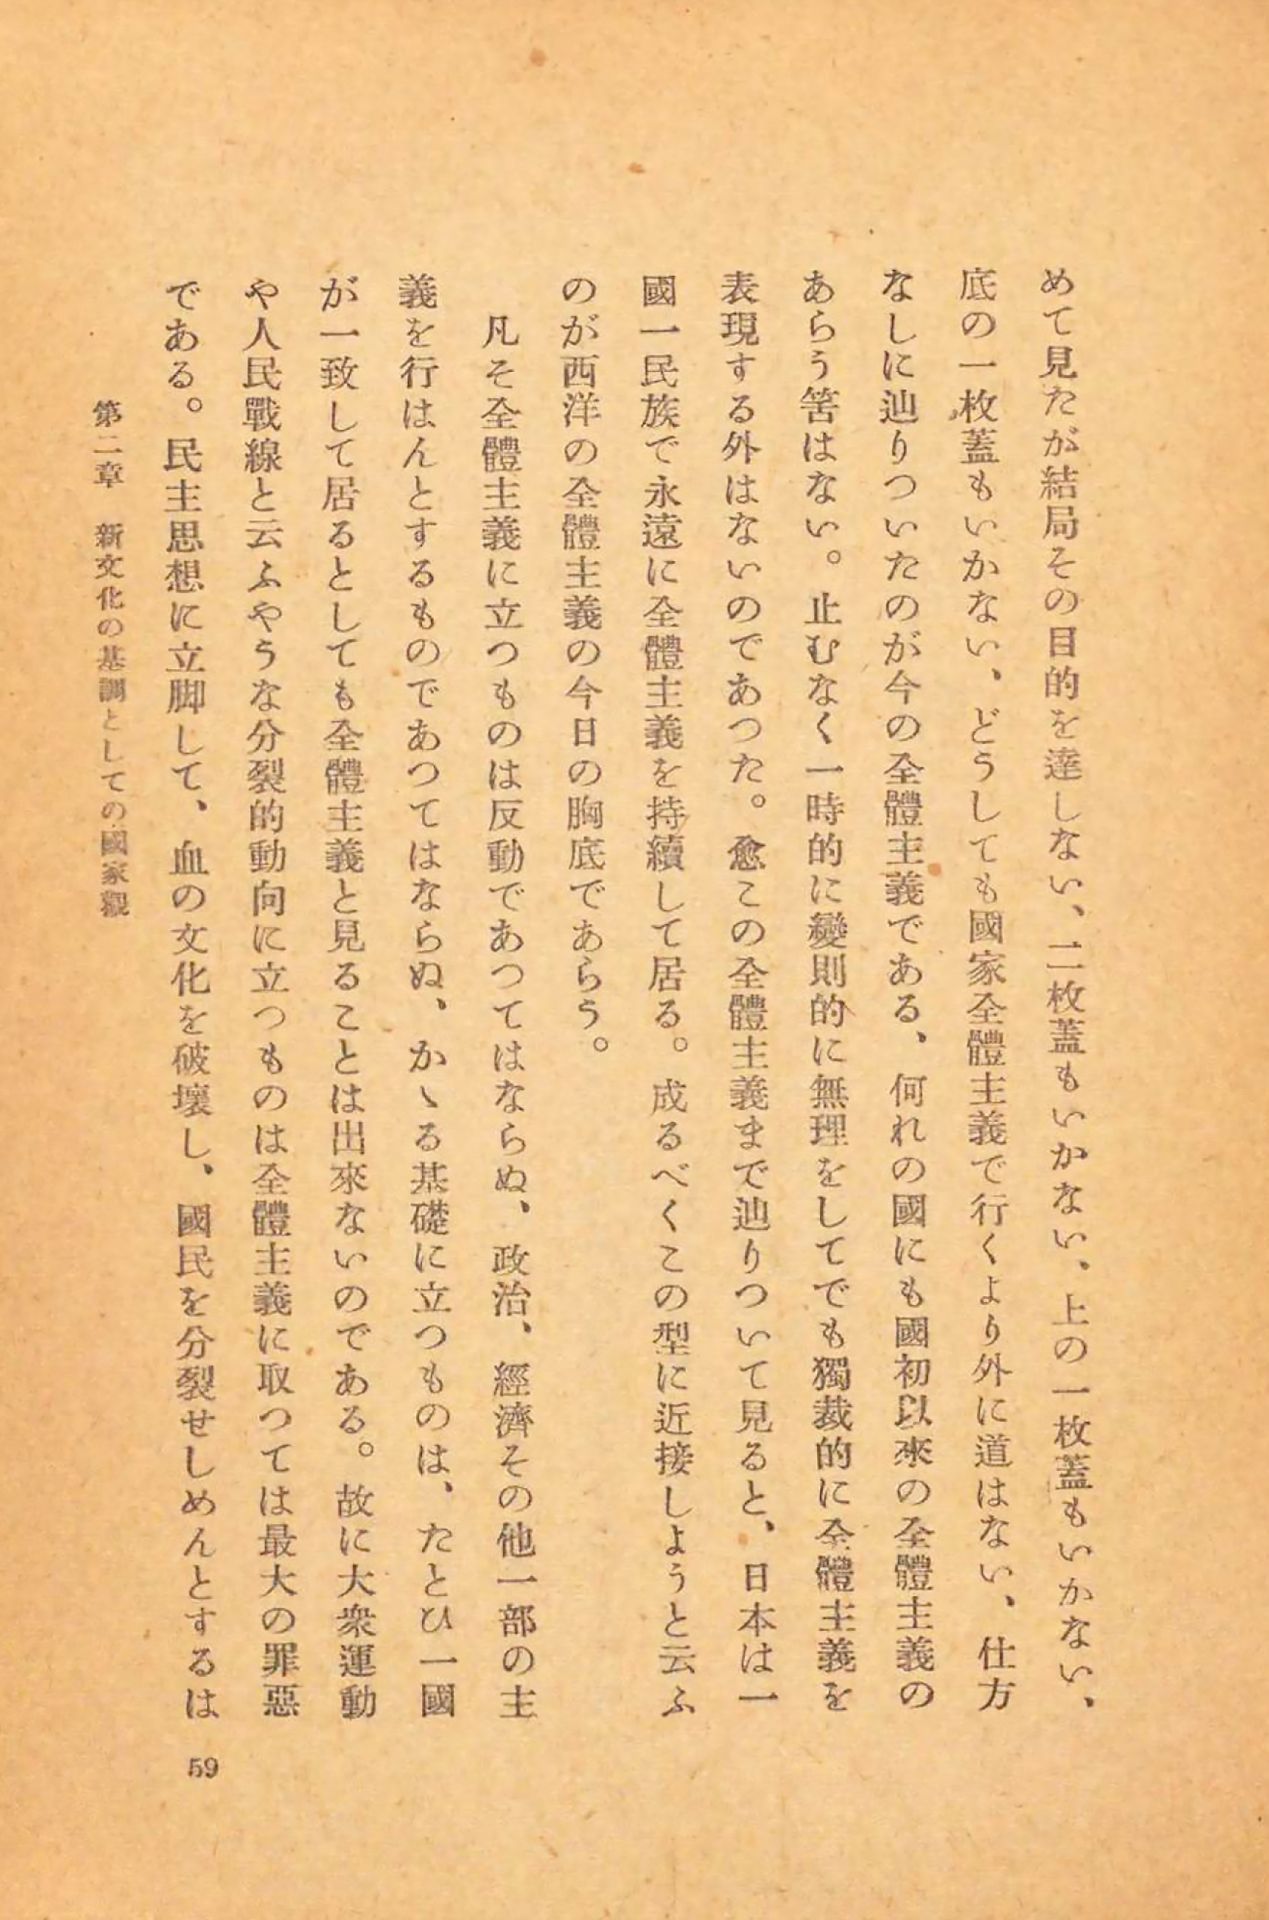 めて見たが結局その目的を達しない、二枚蓋もいかない、上の一枚蓋もいかない、
底の一枚蓋もいかない、どうしても國家全體主義で行くより外に道はない、仕方
なしに辿りついたのが今の全體主義である、何れの國にも國初以來の全體主義の
あらう筈はない。止むなく一時的に變則的に無理をしてでも獨裁的に全體主義を
表現する外はないのであつた。愈この全體主義まで辿りついて見ると、日本は一
國一民族で永遠に全體主義を持續して居る。成るべくこの型に近接しようと云ふ
のが西洋の全體主義の今日の胸底であらう。
凡そ全體主義に立つものは反動であつてはならぬ、政治、經濟その他一部の主
義を行はんとするものであつてはならぬ、かゝる基礎に立つものは、たとひ一國
が一致して居るとしても全體主義と見ることは出來ないのである。故に大衆運動
や人民戰線と云ふやうな分裂的動向に立つものは全體主義に取つては最大の罪惡
である。民主思想に立脚して、血の文化を破壞し、國民を分裂せしめんとするは
第二章　新文化の基調としての國家觀
59